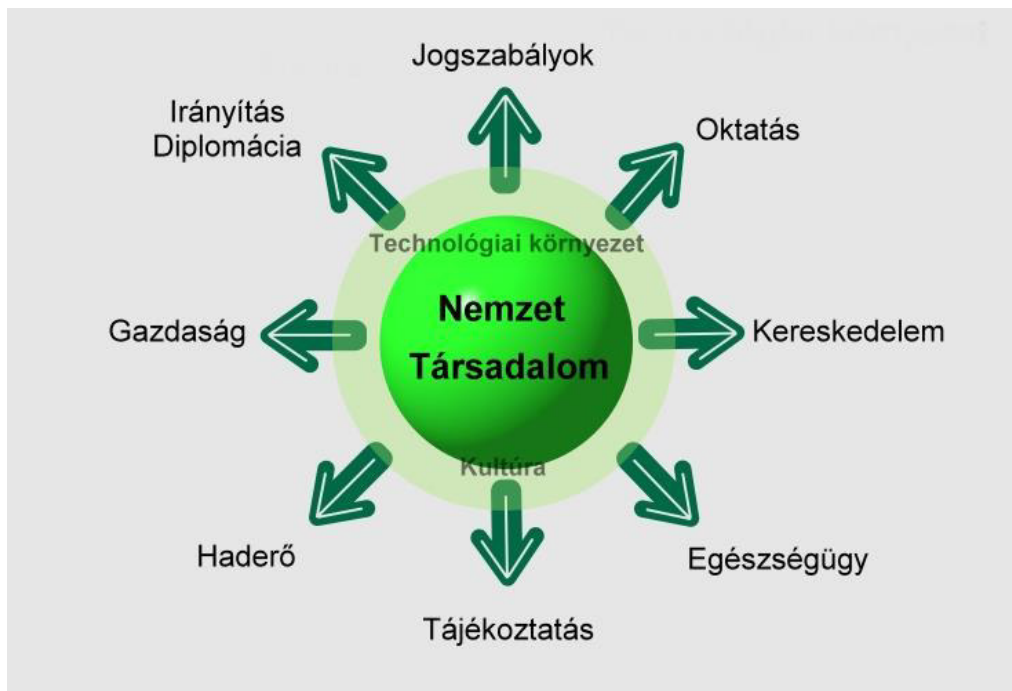 Jogszabályok
Irányítás
Diplomácia
Oktatás
Technológiai környezet
Nemzet
Társadalom
Gazdaság
Kereskedelem
Kultúra
Haderő
Egészségügy
Tájékoztatás